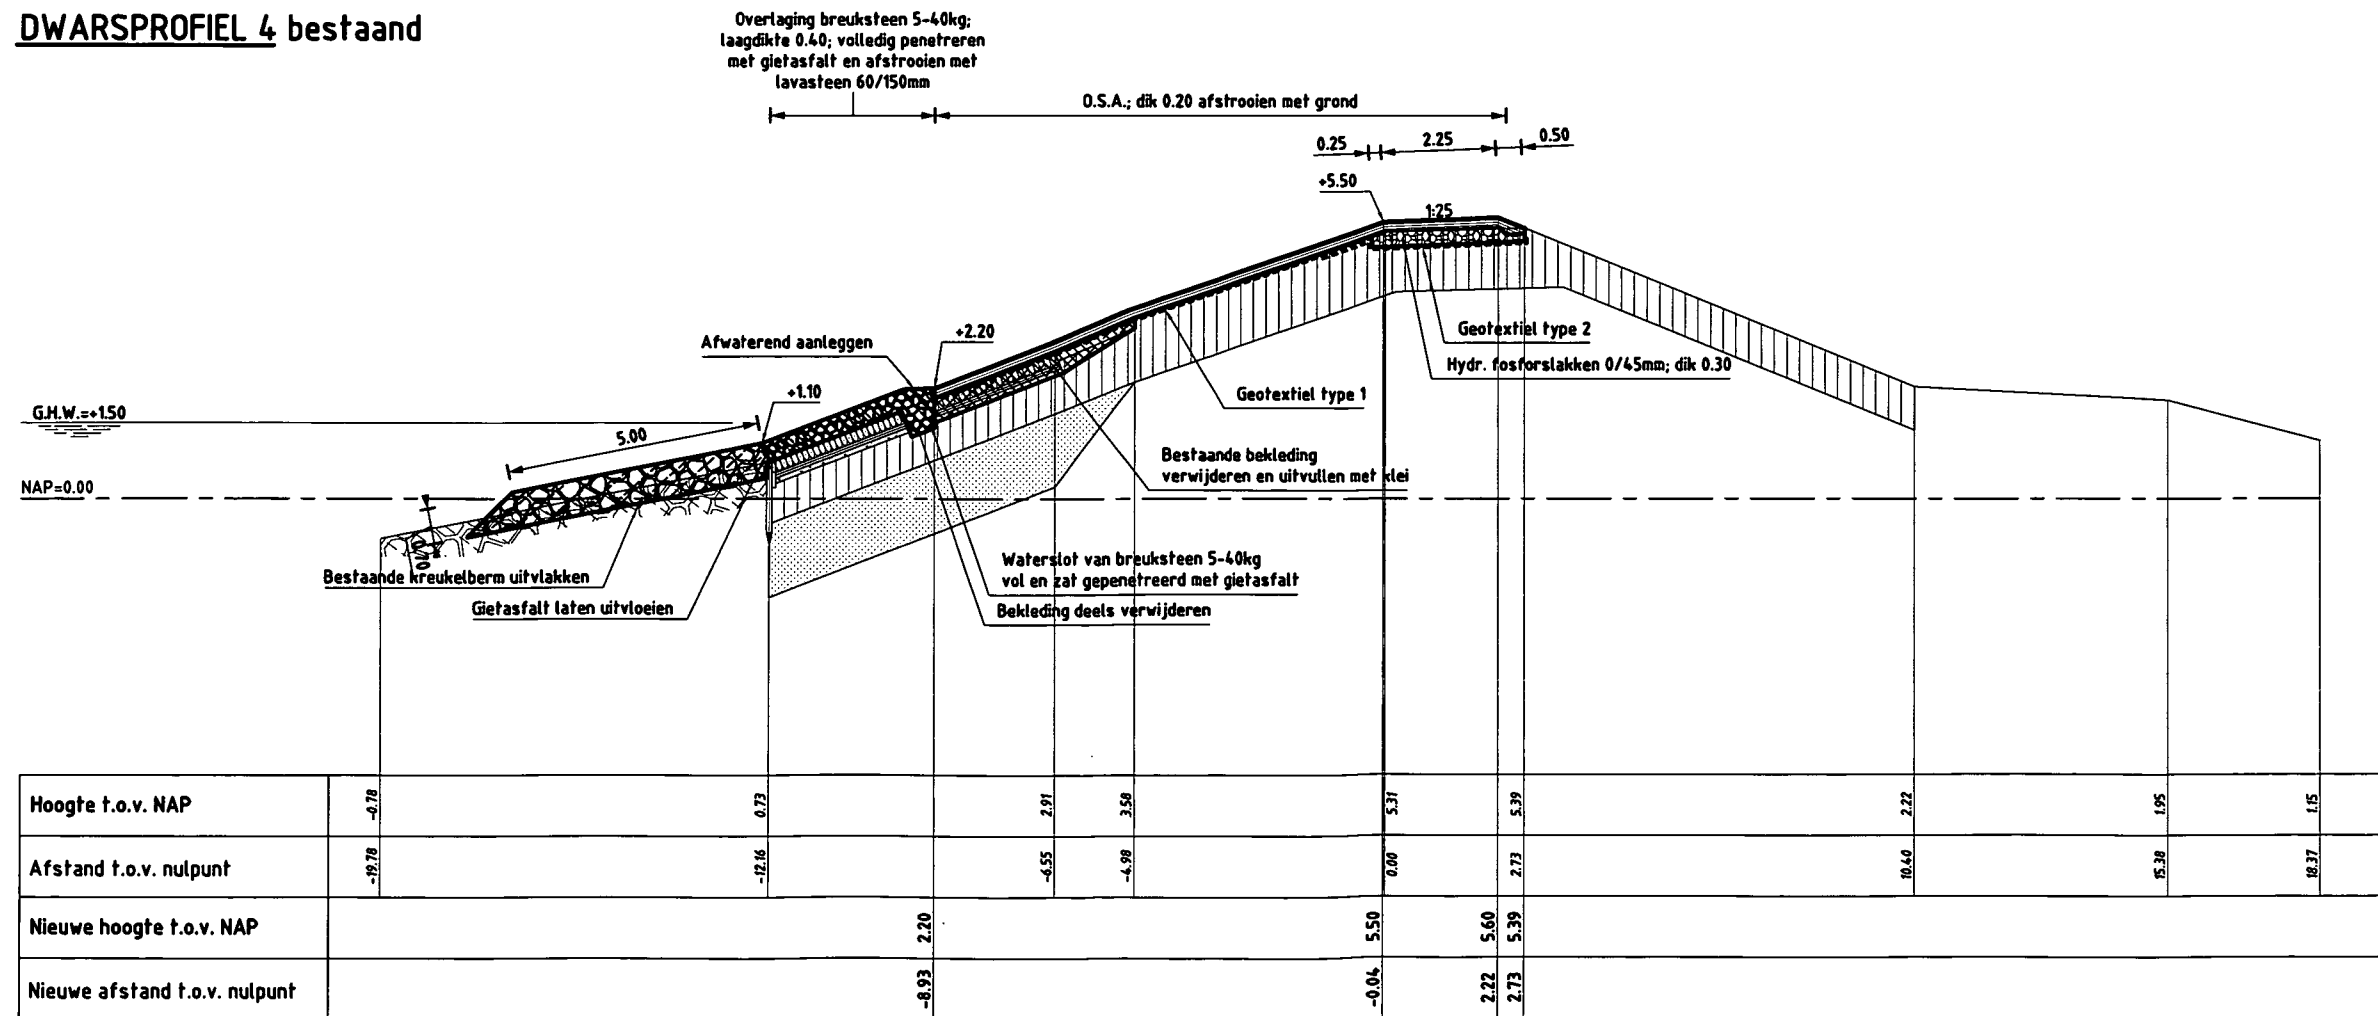 DWARSPROFIEL 4 bestaand
Overlaging breuksteen 5-40kg;
laagdikte 0.40; volledig penetreren
met gietasfalt en afstrooien met
lavasteen 60/150mm
O.S.A.; dik 0.20 afstrooien met grond
0.25
2.25
0.50
+5.50
1:25
Geotextiel type 2
Hydr. fosforslakken 0/45mm; dik 0.30
Geotextiel type 1
+2.20
Afwaterend aanleggen
+1.10
G.H.W.=+1.50
5.00
Bestaande bekleding
verwijderen en uitvullen met klei
NAP=0.00
0.70
Waterslot van breuksteen 5-40kg
vol en zat gepenetreerd met gietasfalt
Bestaande kreukelberm uitvlakken
Gietasfalt laten uitvloeien
Bekleding deels verwijderen
Hoogte t.o.v. NAP -0.78 0.73 2.91 3.58 5.31 5.39 2.22 1.95 1.15
Afstand t.o.v. nulpunt -19.78 -12.16 -6.55 -4.98 0.00 2.73 10.40 15.38 18.37
Nieuwe hoogte t.o.v. NAP 2.20 5.50 5.60 5.39
Nieuwe afstand t.o.v. nulpunt -8.93 -0.04 2.22 2.73